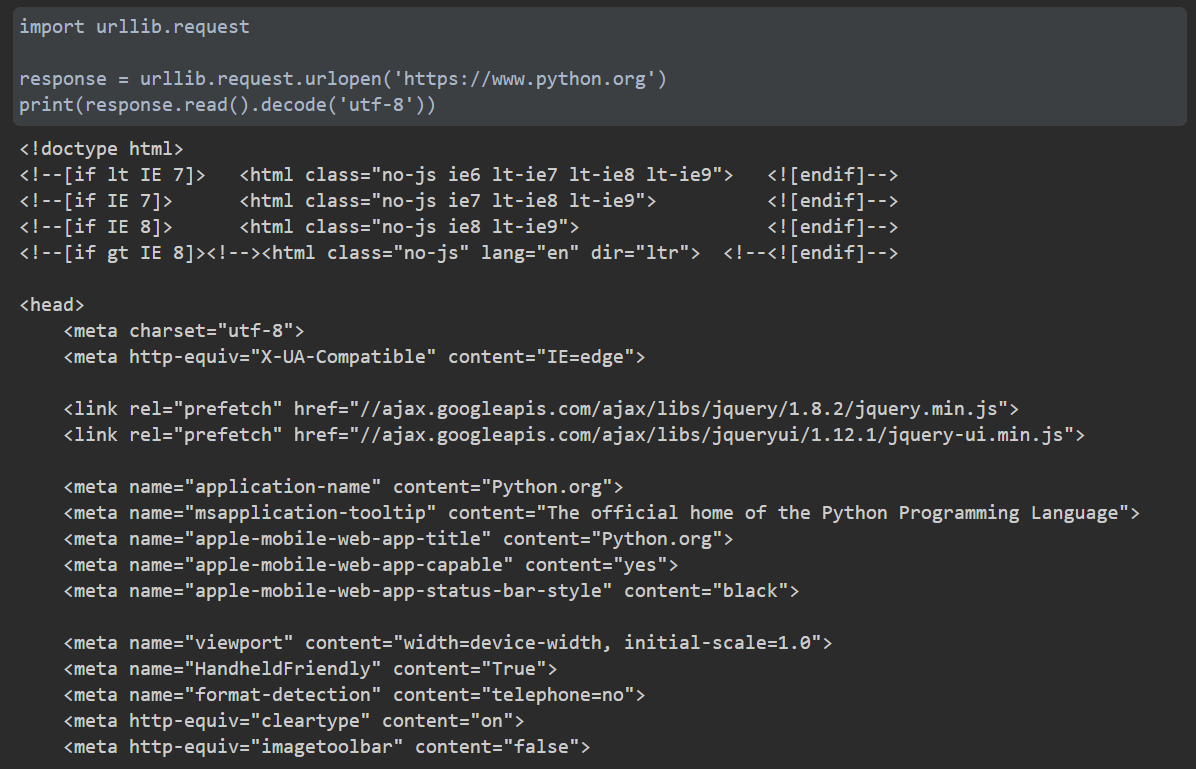 import urllib.request
response = urllib.request.urlopen('https://www.python.org')
print(response.read().decode('utf-8'))
<!doctype html>
<!--[if lt IE 7]>   <html class="no-js ie6 lt-ie7 lt-ie8 lt-ie9">   <![endif]-->
<!--[if IE 7]>      <html class="no-js ie7 lt-ie8 lt-ie9">          <![endif]-->
<!--[if IE 8]>      <html class="no-js ie8 lt-ie9">                 <![endif]-->
<!--[if gt IE 8]><!--><html class="no-js" lang="en" dir="ltr">  <!--<![endif]-->
<head>
    <meta charset="utf-8">
    <meta http-equiv="X-UA-Compatible" content="IE=edge">
    <link rel="prefetch" href="//ajax.googleapis.com/ajax/libs/jquery/1.8.2/jquery.min.js">
    <link rel="prefetch" href="//ajax.googleapis.com/ajax/libs/jqueryui/1.12.1/jquery-ui.min.js">
    <meta name="application-name" content="Python.org">
    <meta name="msapplication-tooltip" content="The official home of the Python Programming Language">
    <meta name="apple-mobile-web-app-title" content="Python.org">
    <meta name="apple-mobile-web-app-capable" content="yes">
    <meta name="apple-mobile-web-app-status-bar-style" content="black">
    <meta name="viewport" content="width=device-width, initial-scale=1.0">
    <meta name="HandheldFriendly" content="True">
    <meta name="format-detection" content="telephone=no">
    <meta http-equiv="cleartype" content="on">
    <meta http-equiv="imagetoolbar" content="false">